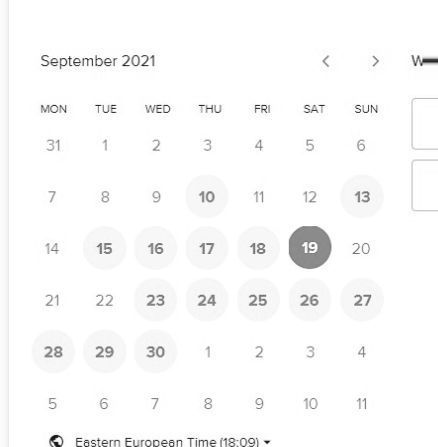 September 2021
MON TUE WED THU FRI SAT SUN
31 1 2 3 4 5 6
7 8 9 10 11 12 13
14 15 16 17 18 19 20
21 22 23 24 25 26 27
28 29 30 1 2 3 4
5 6 7 8 9 10 11
Eastern European Time (18:09)